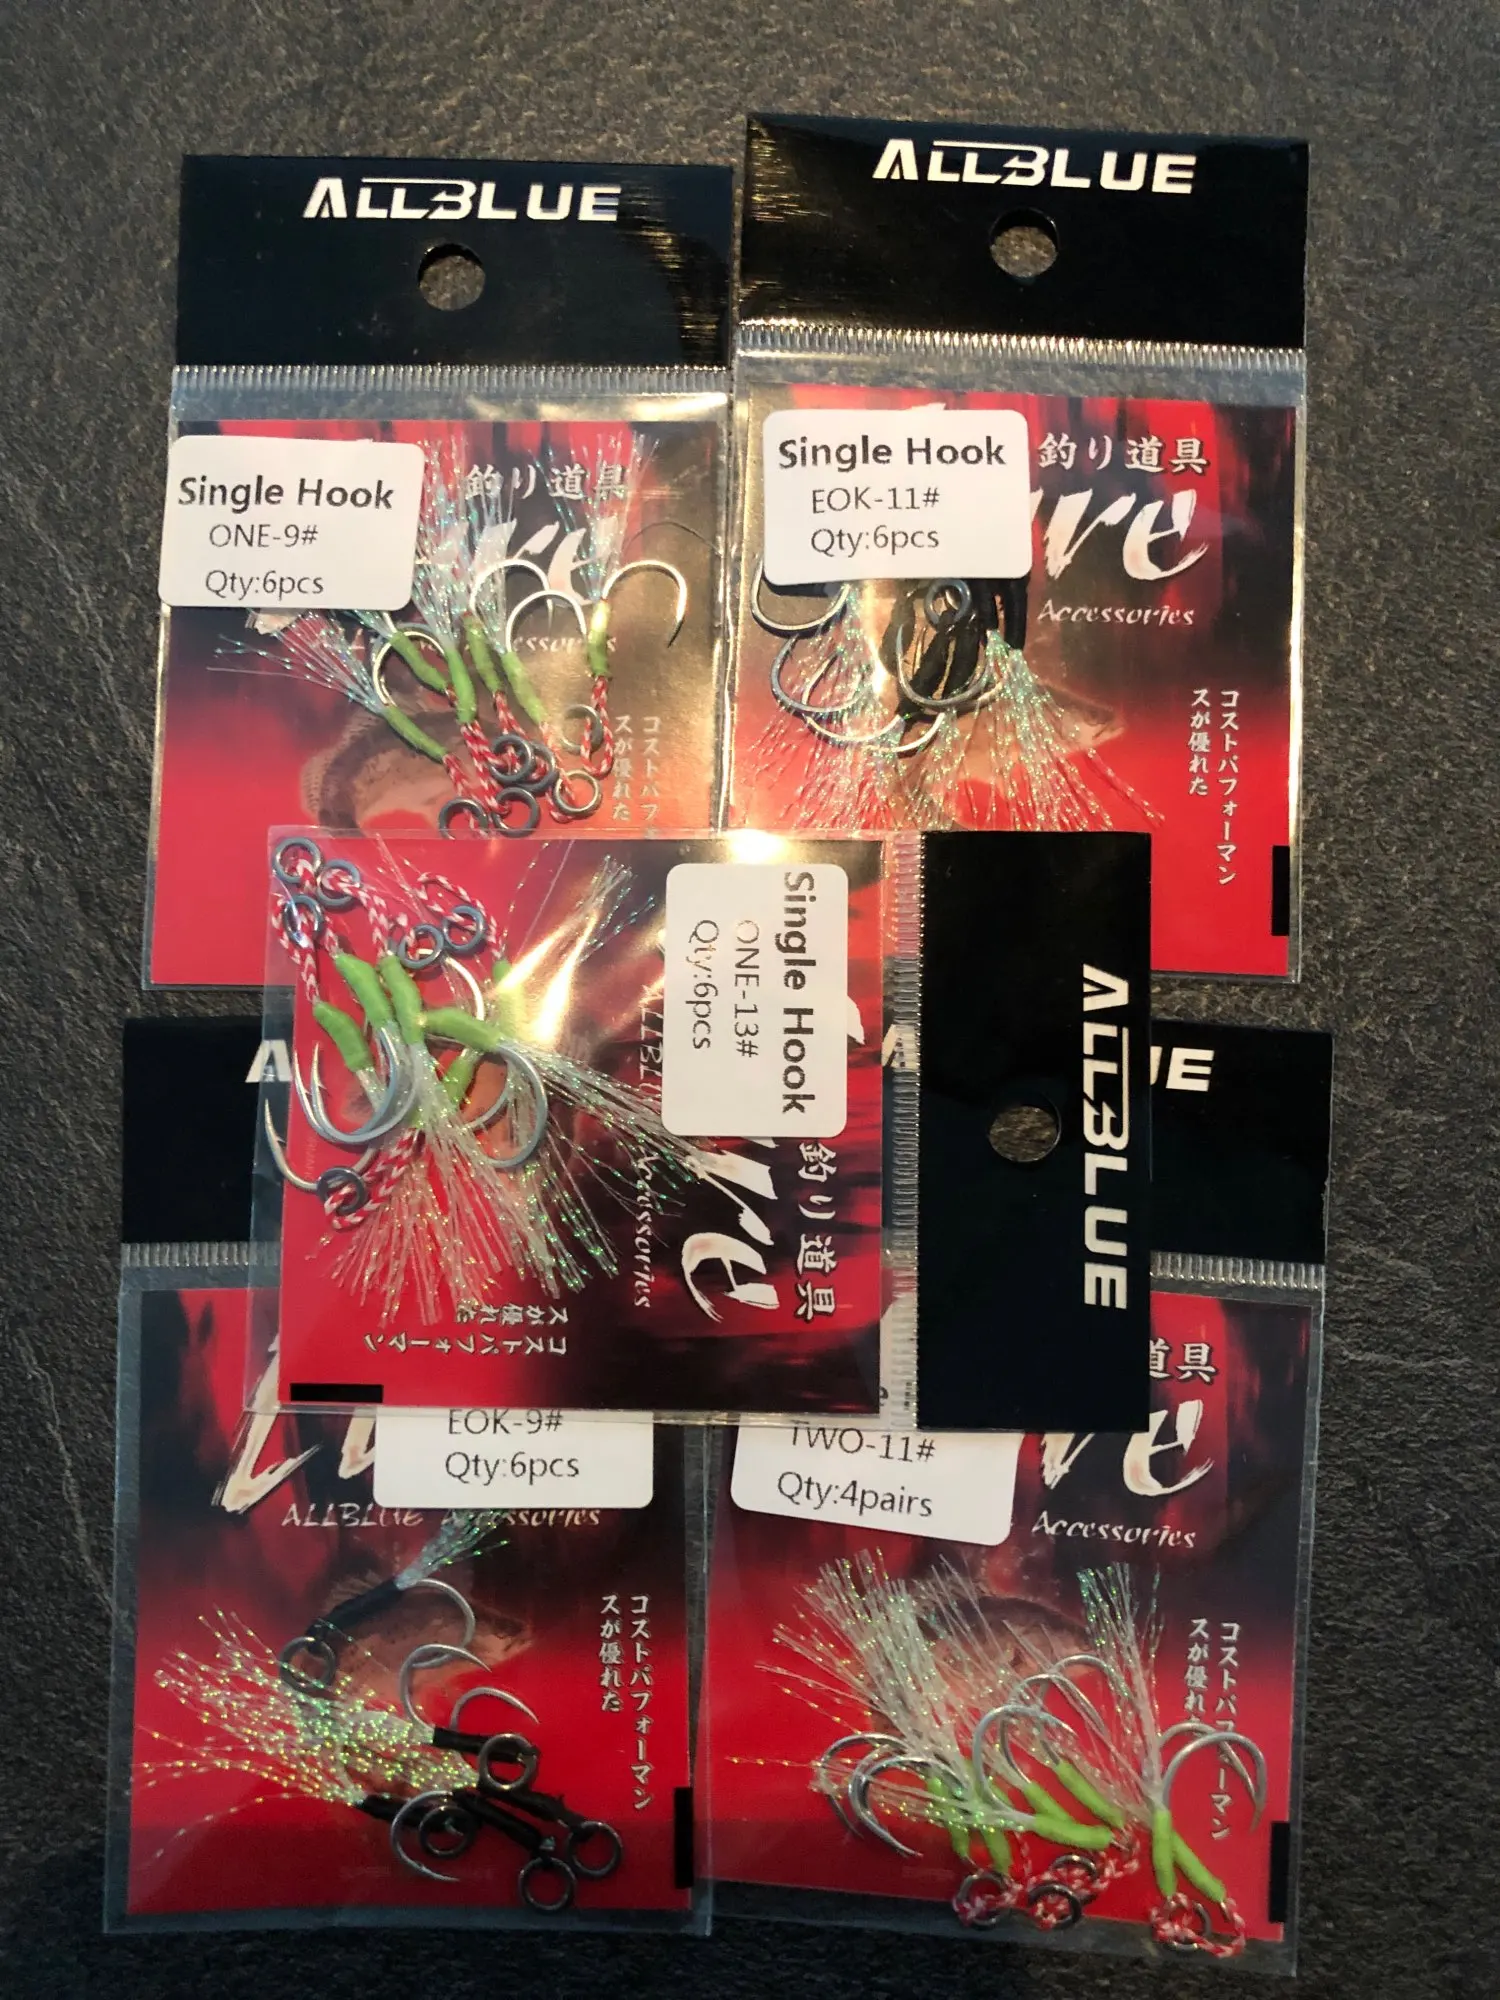 ALLBLUE
Single Hook
ONE-9#
Qty:6pcs
釣り道具
コストパフォ
スが優れた
ALLBLUE
Single Hook
EOK-11#
Qty:6pcs
釣り道具
Accessories
コストパフォーマン
スが優れた
ALLBLUE
Single Hook
ONE-13#
Qty:6pcs
釣り道具
Accessories
コストパフォーマン
スが優れた
EOK-9#
Qty:6pcs
ALLBLUE Accessories
コストパフォーマン
スが優れた
UE
道具
TWO-11#
Qty:4pairs
Accessories
コストパフォーマン
スが優れた